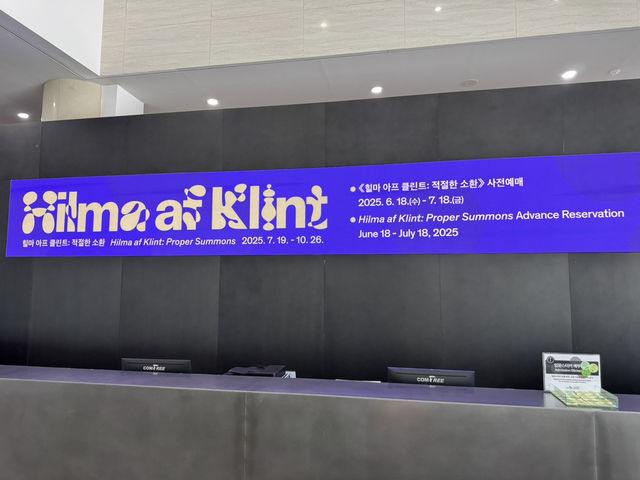 Hilma af Klint
힐마 아프 클린트: 적절한 소환 Hilma af Klint: Proper Summons 2025. 7. 19. - 10. 26.
《힐마 아프 클린트: 적절한 소환》 사전예매
2025. 6. 18.(수) - 7. 18.(금)
Hilma af Klint: Proper Summons Advance Reservation
June 18 - July 18, 2025
COMTREE
COMTREE